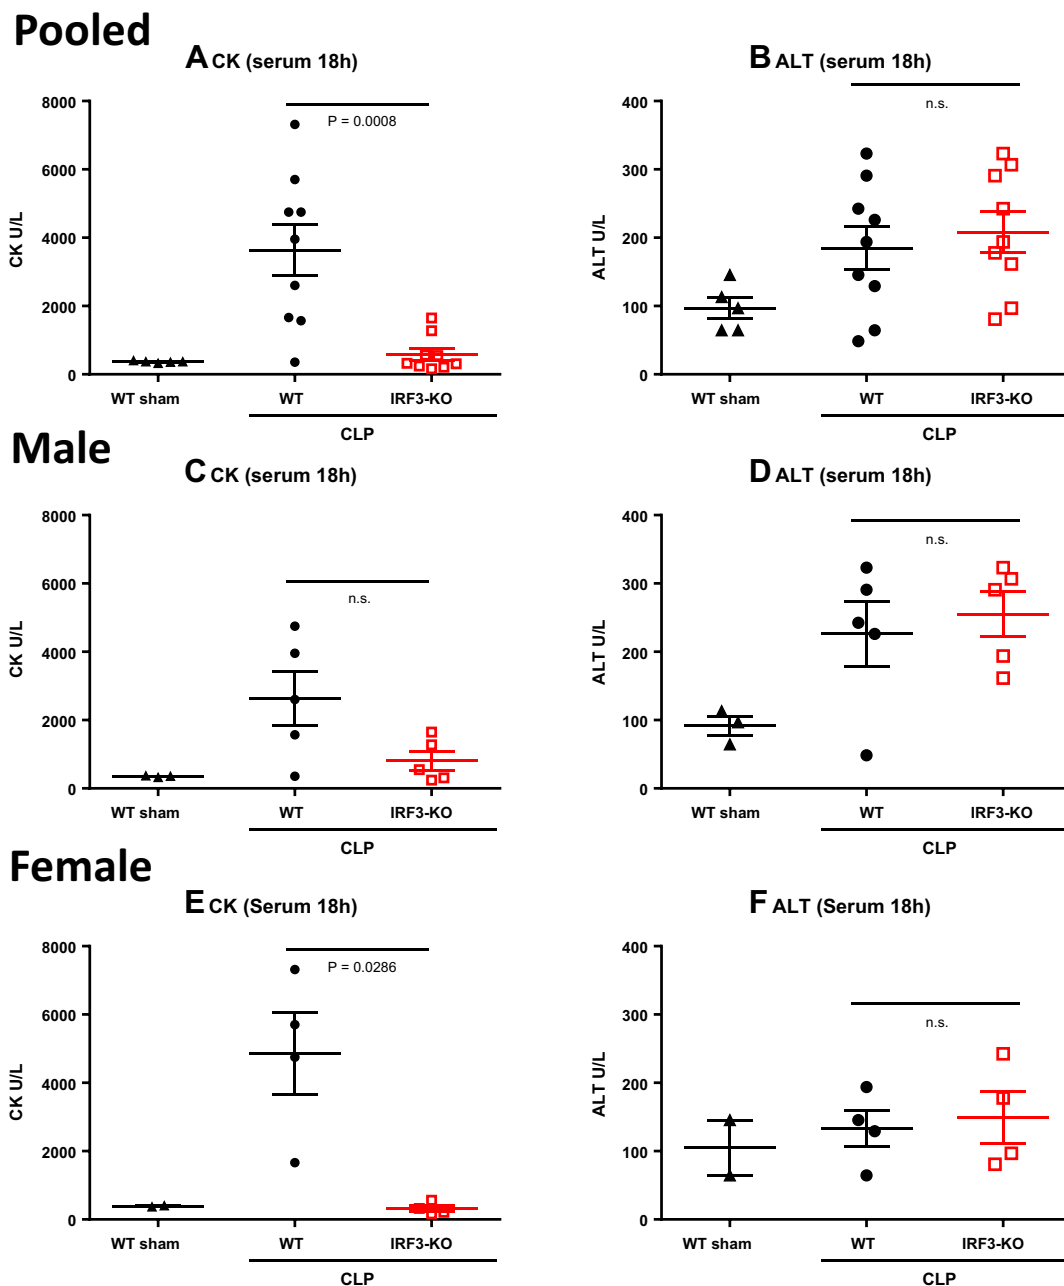 Pooled
A CK (serum 18h)
B ALT (serum 18h)
8000
6000
4000
2000
0
CK U/L
P = 0.0008
WT sham
WT
IRF3-KO
CLP
400
300
200
100
0
ALT U/L
n.s.
WT sham
WT
IRF3-KO
CLP
Male
C CK (serum 18h)
D ALT (serum 18h)
8000
6000
4000
2000
0
CK U/L
n.s.
WT sham
WT
IRF3-KO
CLP
400
300
200
100
0
ALT U/L
n.s.
WT sham
WT
IRF3-KO
CLP
Female
E CK (Serum 18h)
F ALT (Serum 18h)
8000
6000
4000
2000
0
CK U/L
P = 0.0286
WT sham
WT
IRF3-KO
CLP
400
300
200
100
0
ALT U/L
n.s.
WT sham
WT
IRF3-KO
CLP